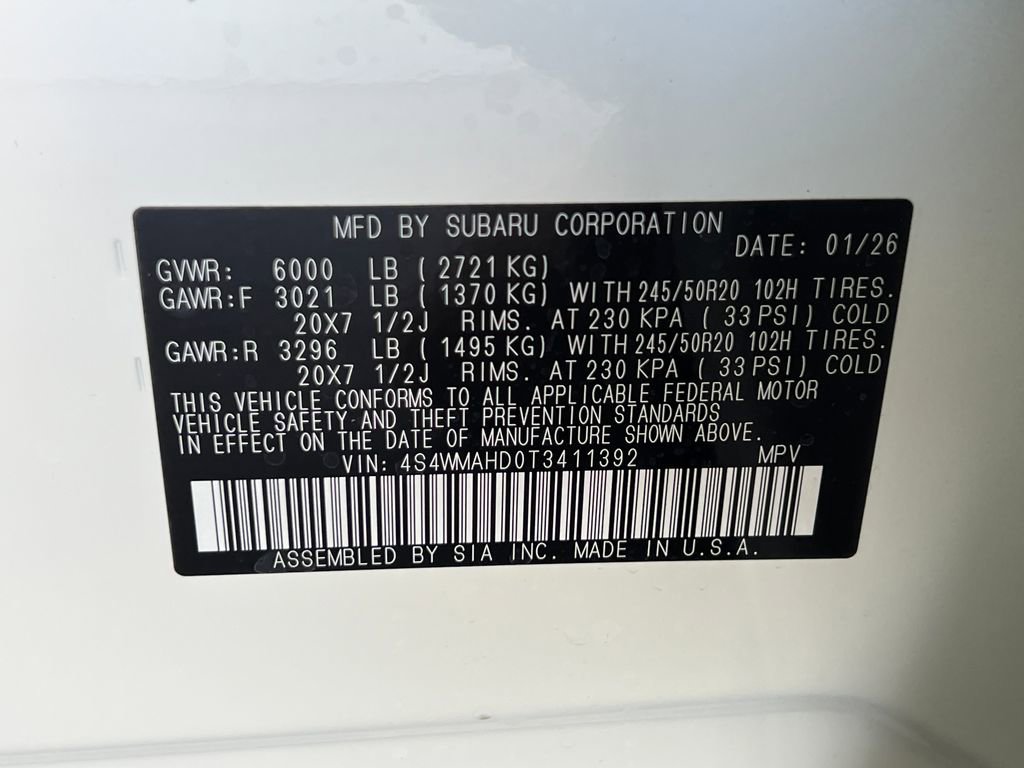 MFD BY SUBARU CORPORATION
DATE: 01/26
GVWR: 6000 LB ( 2721 KG)
GAWR:F 3021 LB ( 1370 KG) WITH 245/50R20 102H TIRES.
20X7 1/2J RIMS. AT 230 KPA ( 33 PSI) COLD
GAWR:R 3296 LB ( 1495 KG) WITH 245/50R20 102H TIRES.
20X7 1/2J RIMS. AT 230 KPA ( 33 PSI) COLD
THIS VEHICLE CONFORMS TO ALL APPLICABLE FEDERAL MOTOR
VEHICLE SAFETY AND THEFT PREVENTION STANDARDS
IN EFFECT ON THE DATE OF MANUFACTURE SHOWN ABOVE.
VIN: 4S4WMAHD0T3411392 MPV
ASSEMBLED BY SIA INC. MADE IN U.S.A.